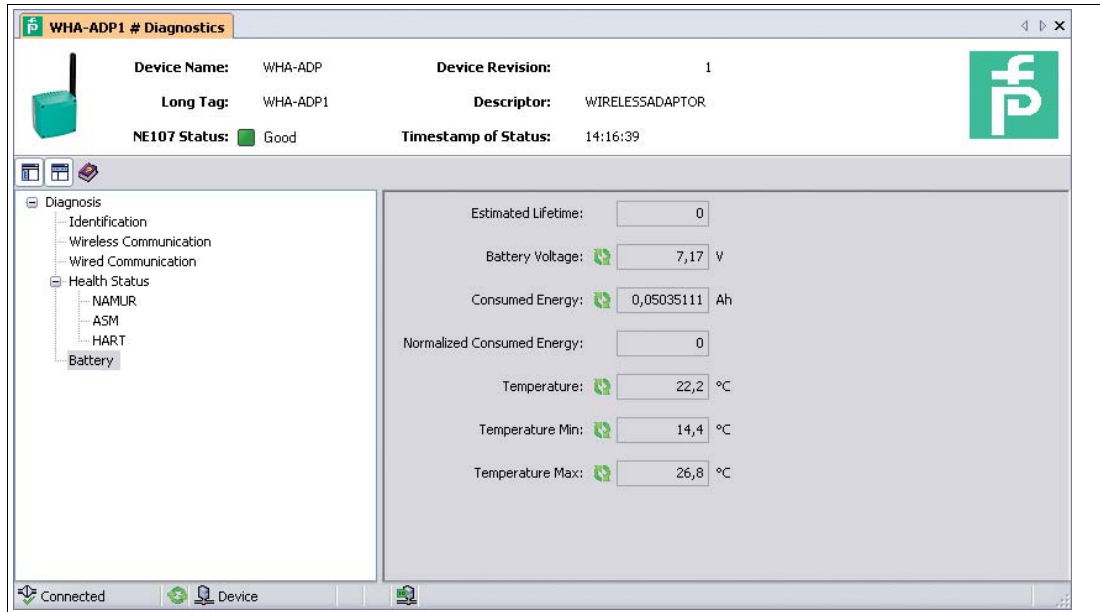 WHA-ADP1 # Diagnostics
Device Name: WHA-ADP Device Revision: 1
Long Tag: WHA-ADP1 Descriptor: WIRELESSADAPTOR
NE107 Status: Good Timestamp of Status: 14:16:39
Diagnosis
Identification
Wireless Communication
Wired Communication
Health Status
NAMUR
ASM
HART
Battery
Estimated Lifetime: 0
Battery Voltage: 7,17 V
Consumed Energy: 0,05035111 Ah
Normalized Consumed Energy: 0
Temperature: 22,2 °C
Temperature Min: 14,4 °C
Temperature Max: 26,8 °C
Connected Device